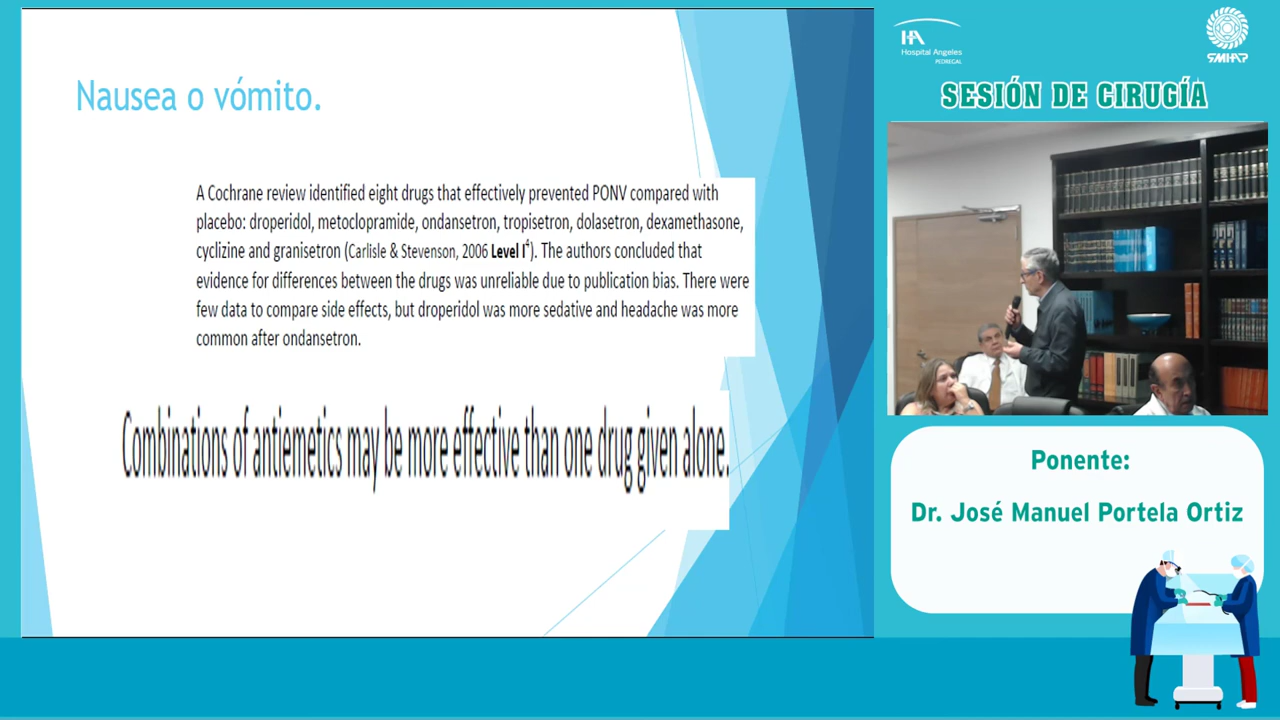 Nausea o vómito.
A Cochrane review identified eight drugs that effectively prevented PONV compared with
placebo: droperidol, metoclopramide, ondansetron, tropisetron, dolasetron, dexamethasone,
cyclizine and granisetron (Carlisle & Stevenson, 2006 Level I⁴). The authors concluded that
evidence for differences between the drugs was unreliable due to publication bias. There were
few data to compare side effects, but droperidol was more sedative and headache was more
common after ondansetron.
Combinations of antiemetics may be more effective than one drug given alone.
HA
Hospital Angeles
PEDREGAL
SMHAP
SESIÓN DE CIRUGÍA
Ponente:
Dr. José Manuel Portela Ortiz